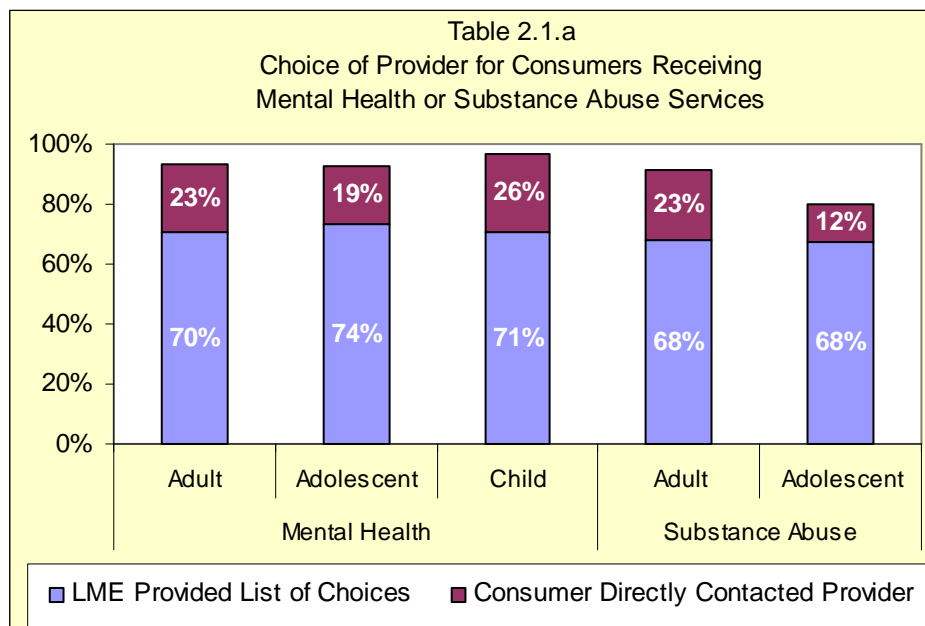 Table 2.1.a
Choice of Provider for Consumers Receiving
Mental Health or Substance Abuse Services
100%
80%
60%
40%
20%
0%
23% 19% 26% 23% 12%
70% 74% 71% 68% 68%
Adult Adolescent Child Adult Adolescent
Mental Health Substance Abuse
LME Provided List of Choices Consumer Directly Contacted Provider